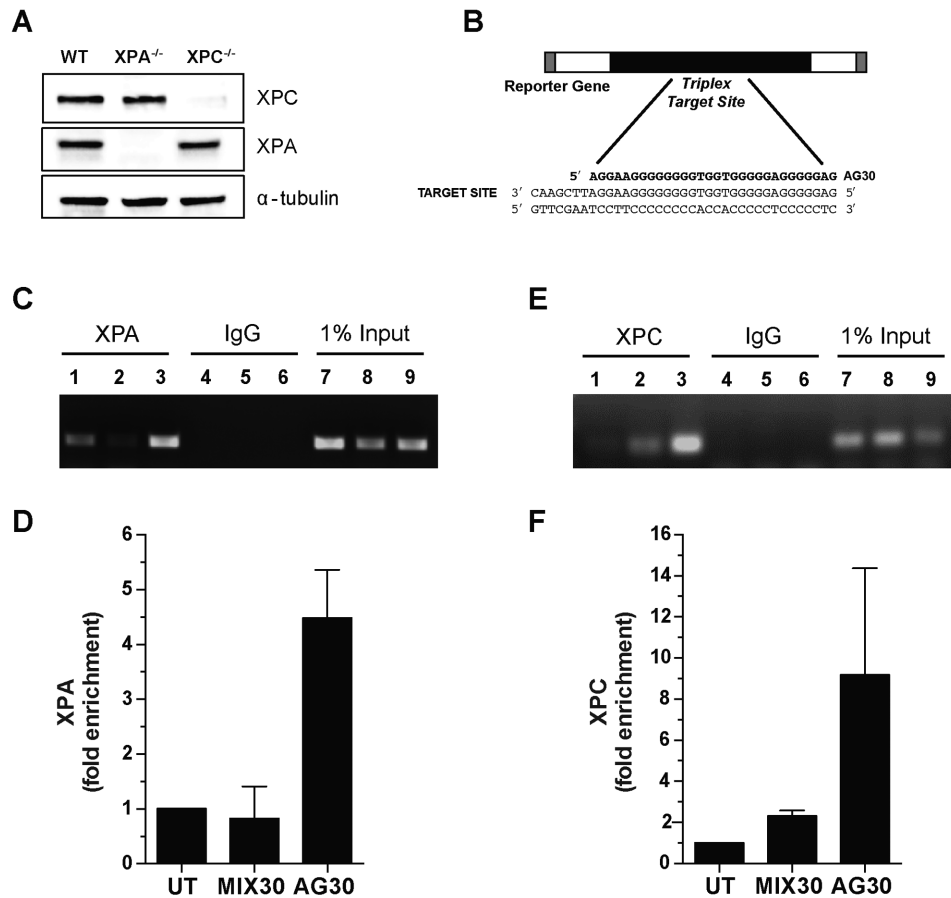 A
WT XPA-/- XPC-/-
XPC
XPA
α-tubulin
B
Reporter Gene
Triplex
Target Site
5′ AGGAAGGGGGGGGTGGTGGGGGAGGGGGAG AG30
TARGET SITE 3′ CAAGCTTAGGAAGGGGGGGGTGGTGGGGGAGGGGGAG 5′
5′ GTTCGAATCCTTCCCCCCCCACCACCCCCTCCCCCTC 3′
C
XPA IgG 1% Input
1 2 3 4 5 6 7 8 9
E
XPC IgG 1% Input
1 2 3 4 5 6 7 8 9
D
XPA
(fold enrichment)
6
5
4
3
2
1
0
UT MIX30 AG30
F
XPC
(fold enrichment)
16
14
12
10
8
6
4
2
0
UT MIX30 AG30